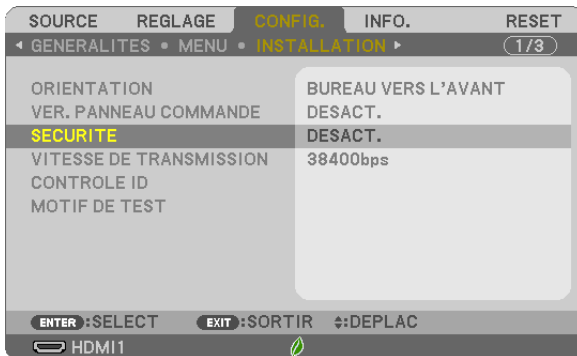 SOURCE REGLAGE CONFIG. INFO. RESET
GENERALITES • MENU • INSTALLATION 1/3
ORIENTATION BUREAU VERS L'AVANT
VER. PANNEAU COMMANDE DESACT.
SECURITE DESACT.
VITESSE DE TRANSMISSION 38400bps
CONTROLE ID
MOTIF DE TEST
ENTER :SELECT EXIT :SORTIR :DEPLAC
HDMI1